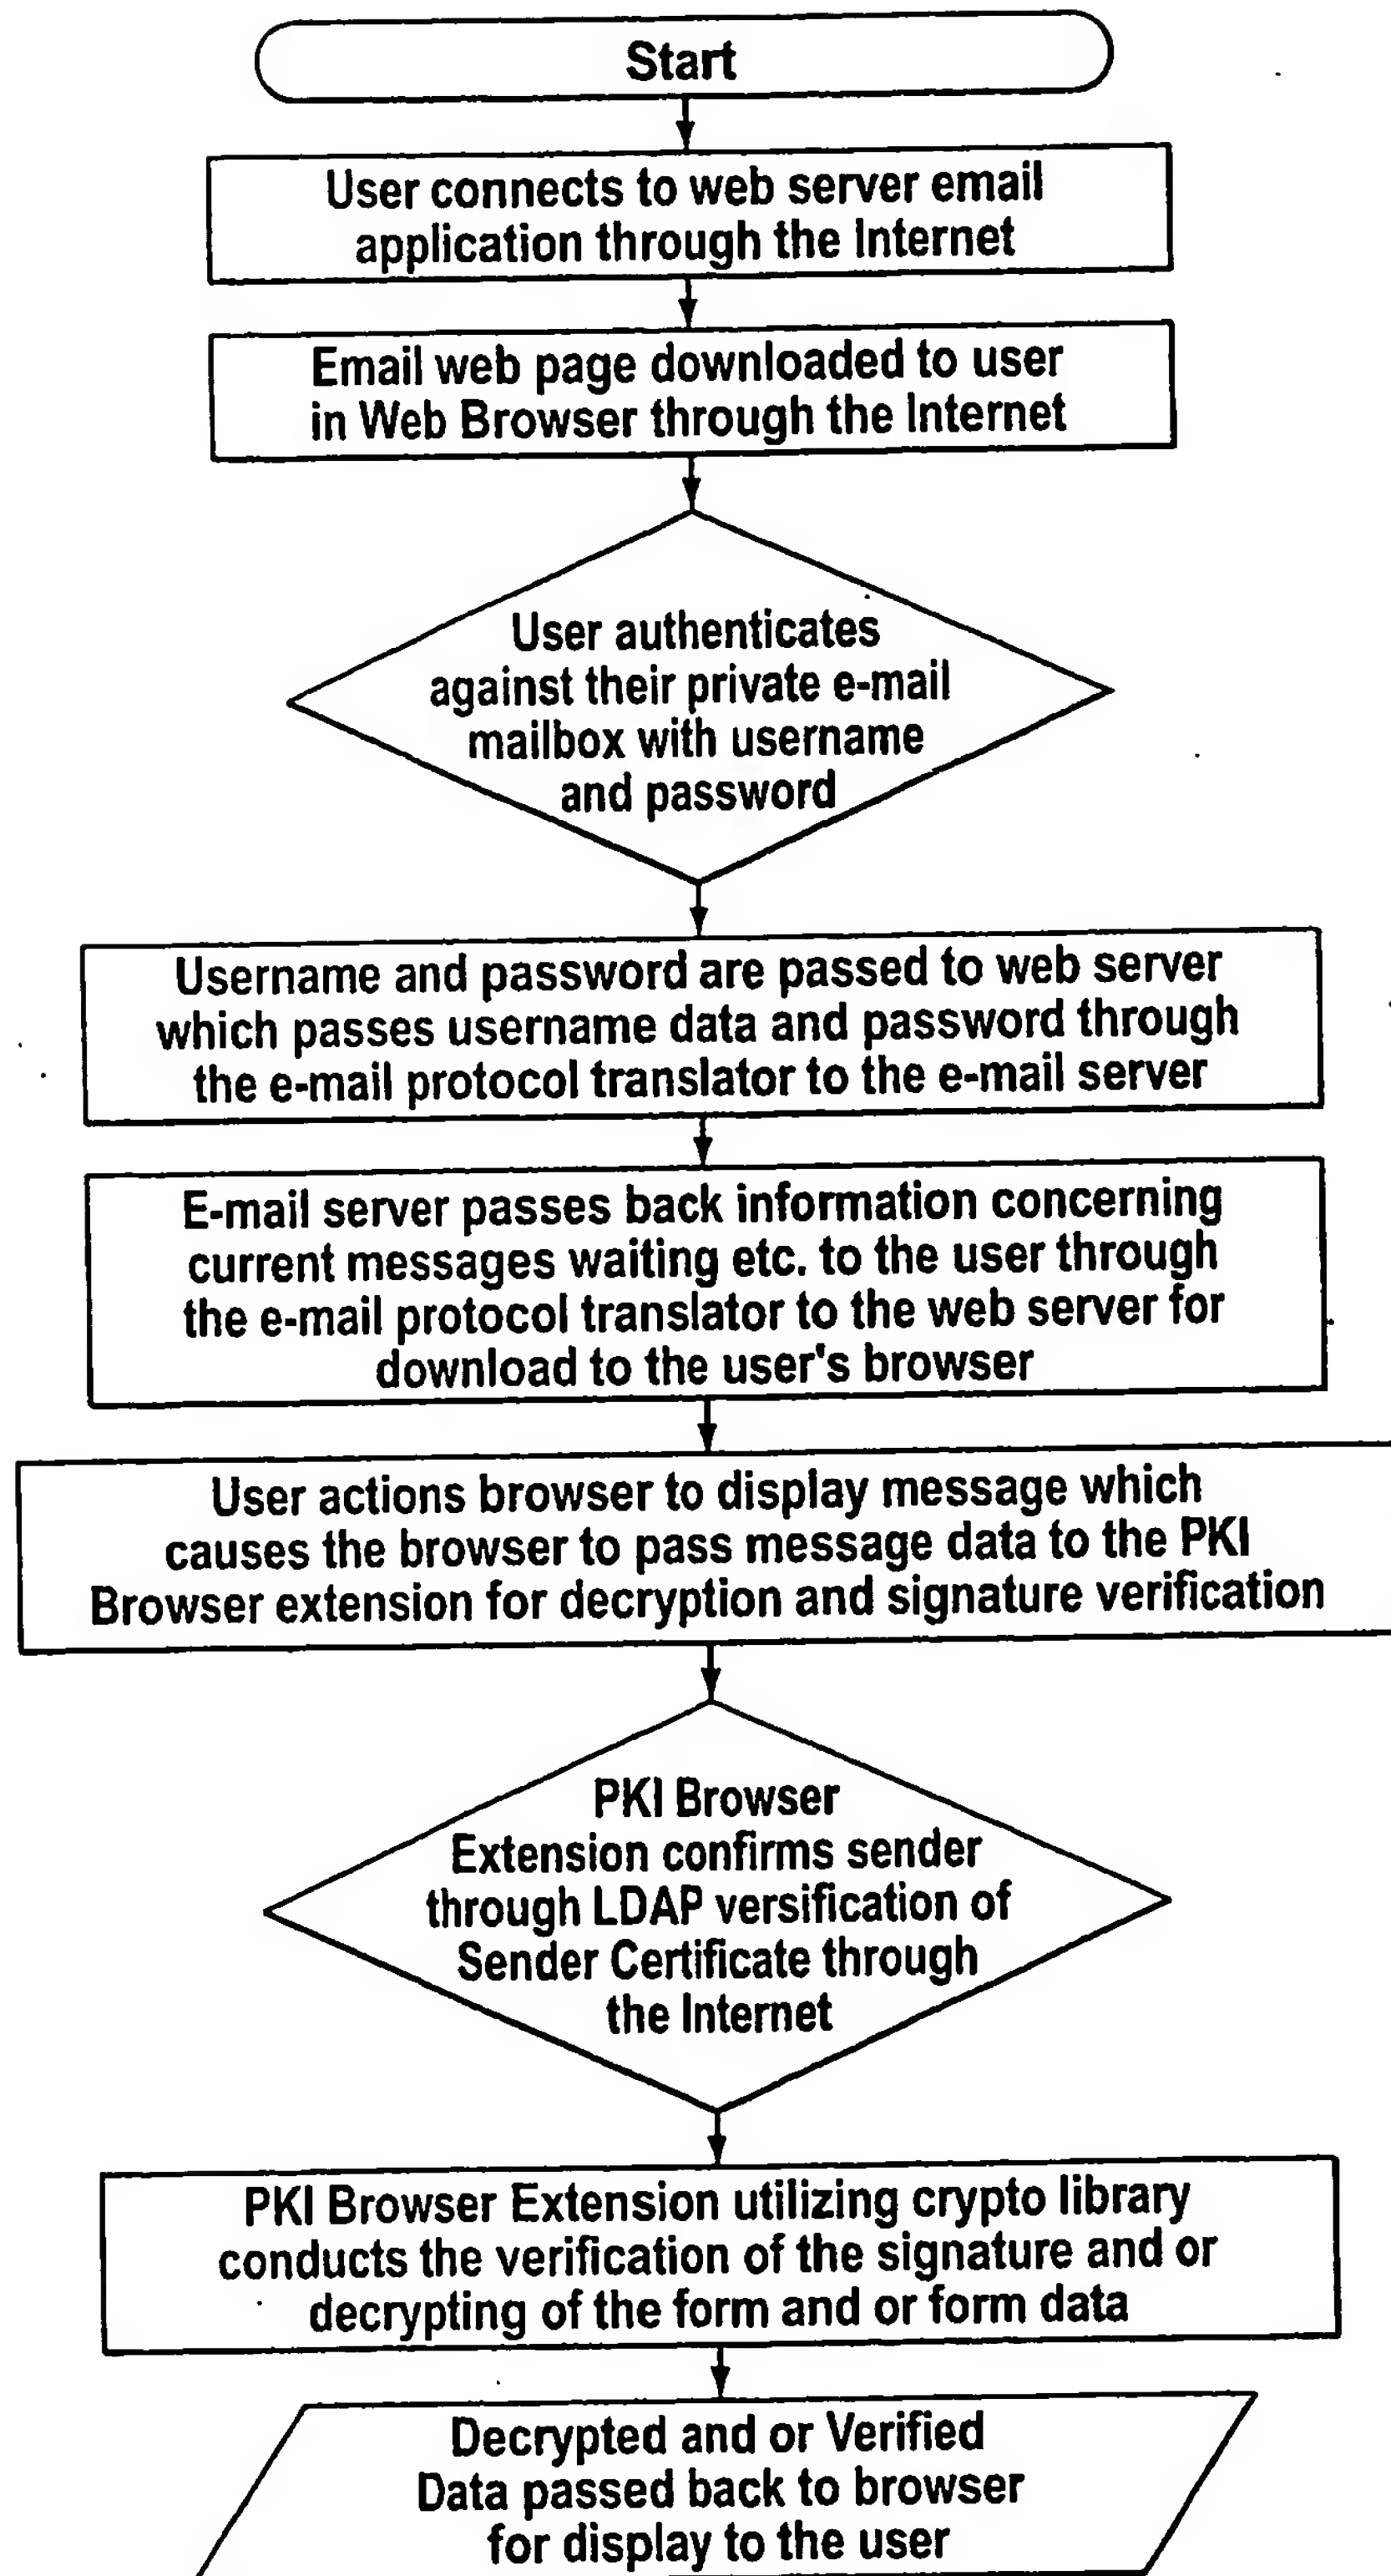 Start
User connects to web server email
application through the Internet
Email web page downloaded to user
in Web Browser through the Internet
User authenticates
against their private e-mail
mailbox with username
and password
Username and password are passed to web server
which passes username data and password through
the e-mail protocol translator to the e-mail server
E-mail server passes back information concerning
current messages waiting etc. to the user through
the e-mail protocol translator to the web server for
download to the user's browser
User actions browser to display message which
causes the browser to pass message data to the PKI
Browser extension for decryption and signature verification
PKI Browser
Extension confirms sender
through LDAP versification of
Sender Certificate through
the Internet
PKI Browser Extension utilizing crypto library
conducts the verification of the signature and or
decrypting of the form and or form data
Decrypted and or Verified
Data passed back to browser
for display to the user